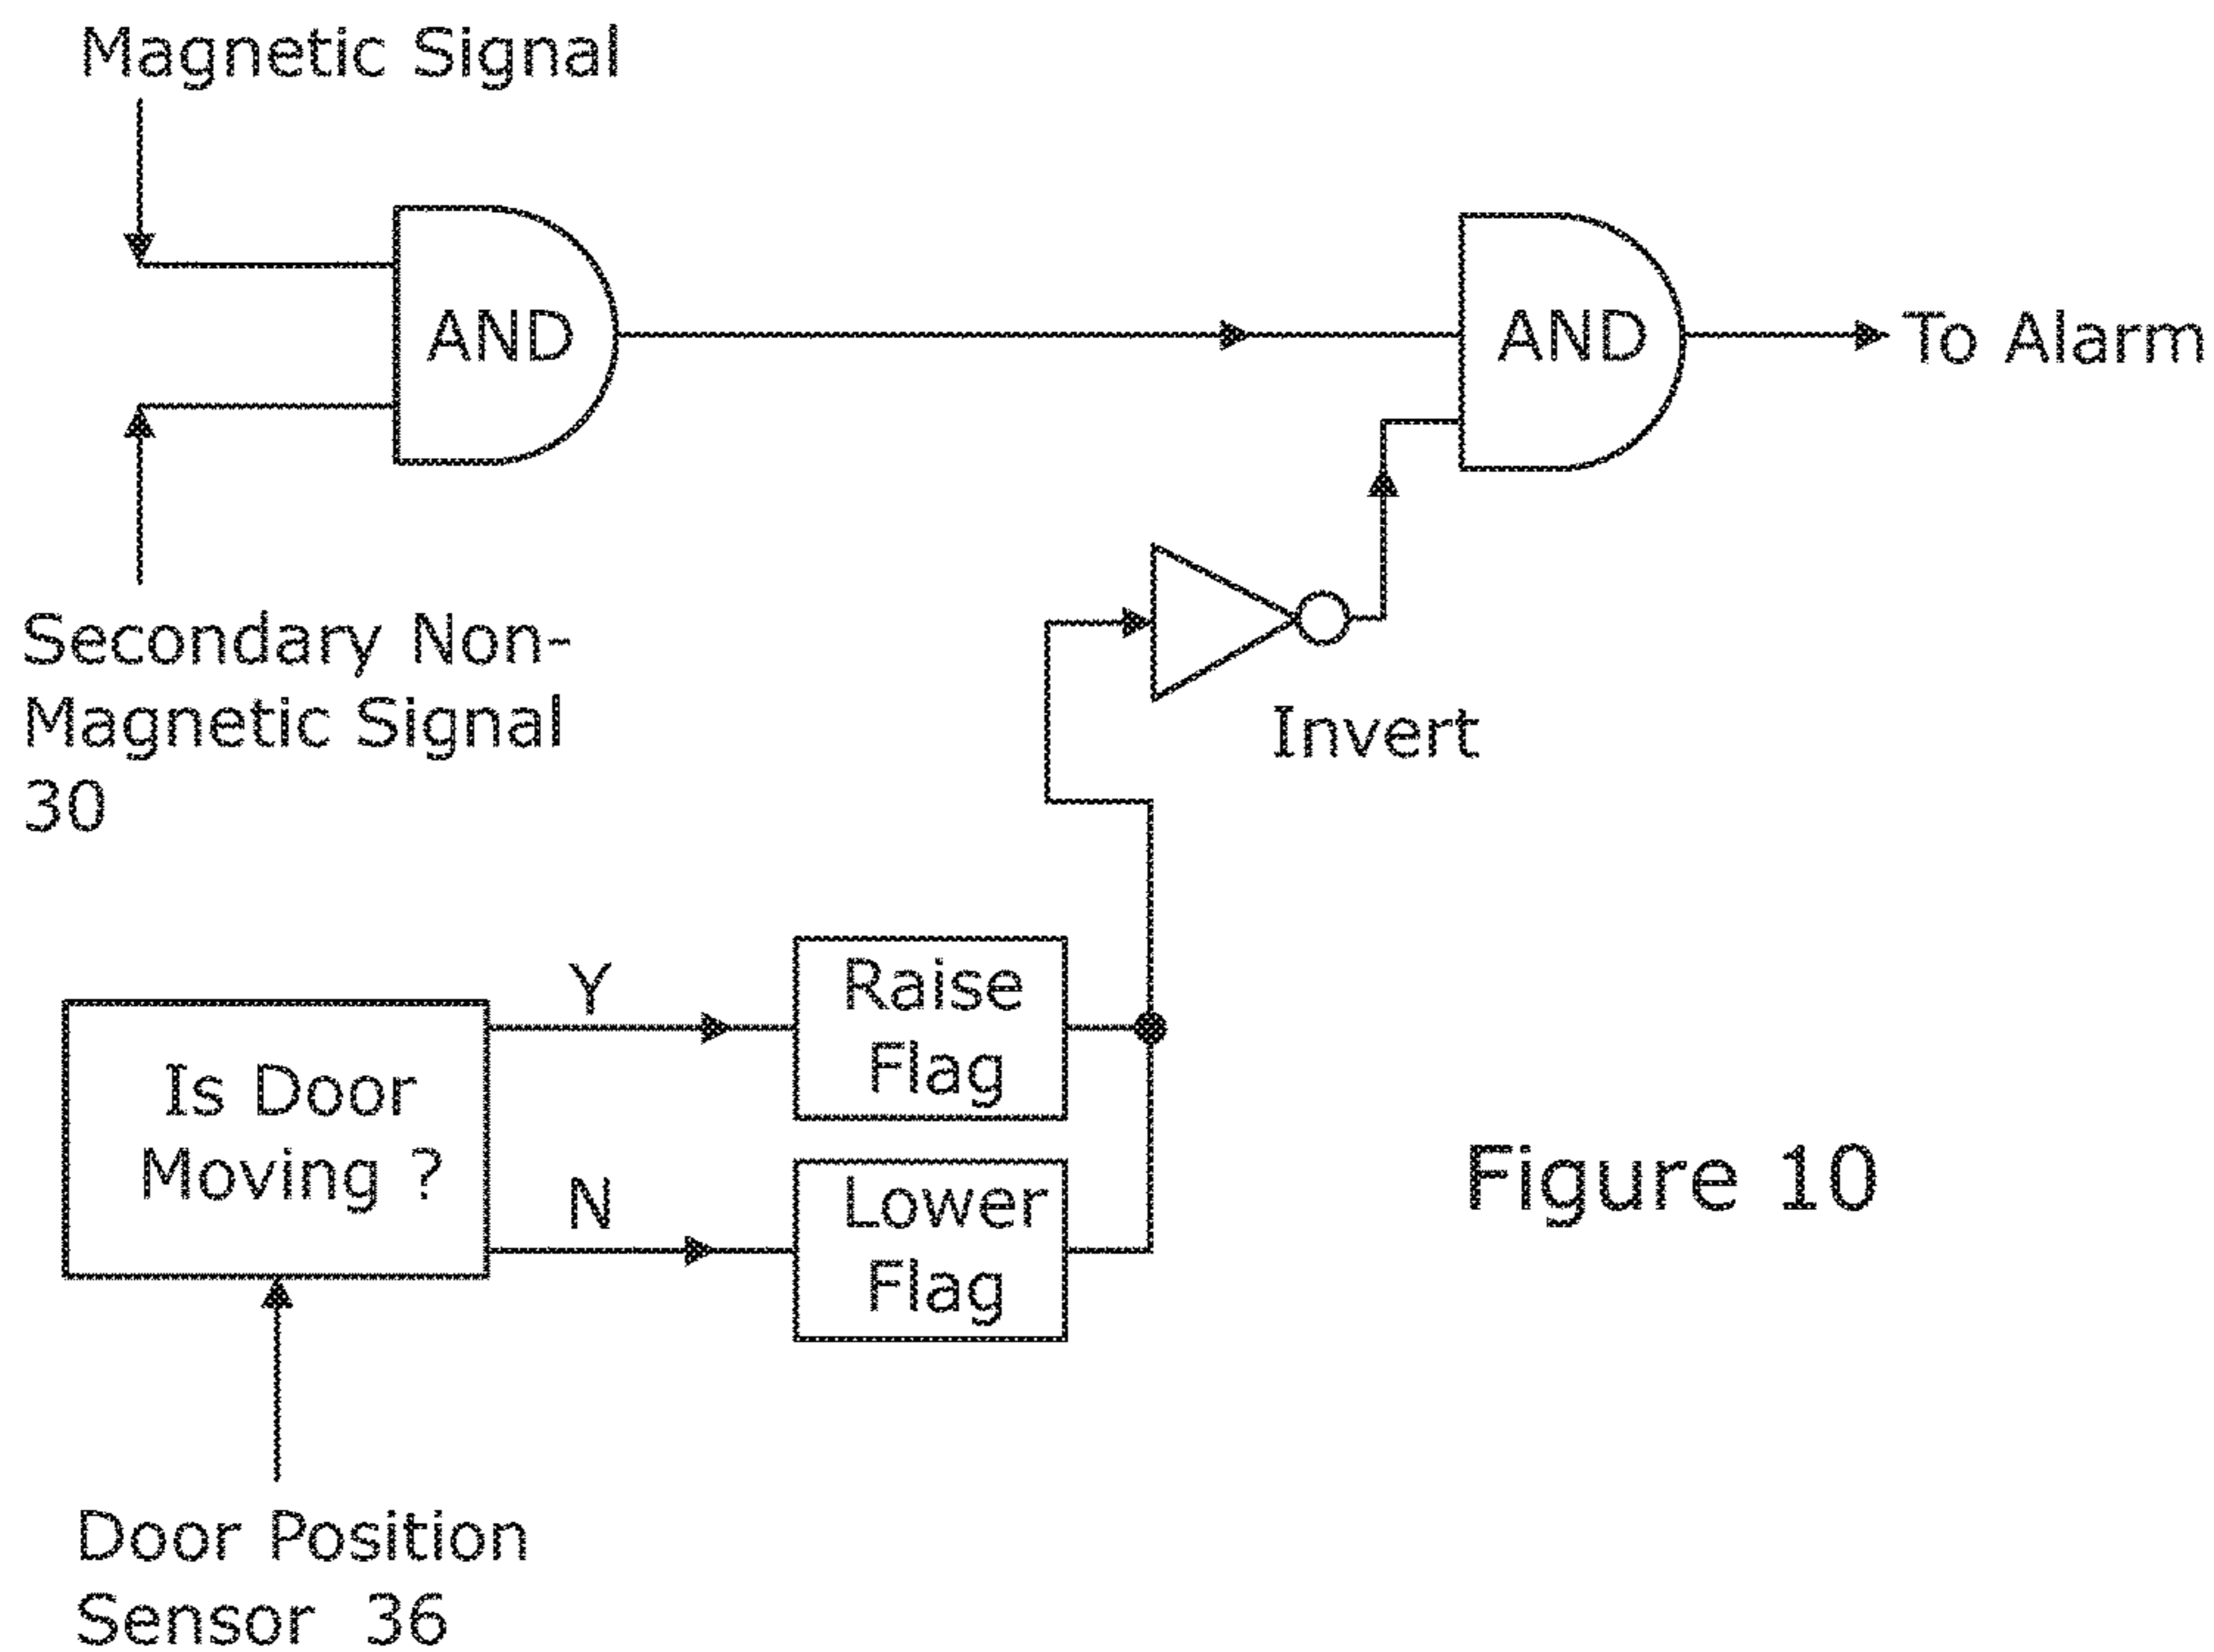 Magnetic Signal
AND
AND
To Alarm
Secondary Non-
Magnetic Signal
30
Invert
Is Door
Moving ?
Y
N
Raise
Flag
Lower
Flag
Figure 10
Door Position
Sensor 36